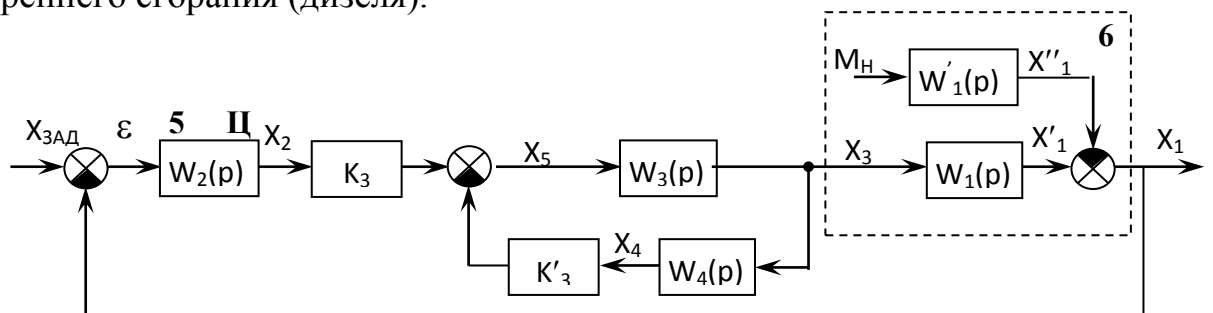 реннего сгорания (дизеля).
6
Mн X''1
W'1(p)
XЗАД ε 5 Ц X2 X5 X3 X'1 X1
W2(p) K3 W3(p) W1(p)
X4
K'3 W4(p)